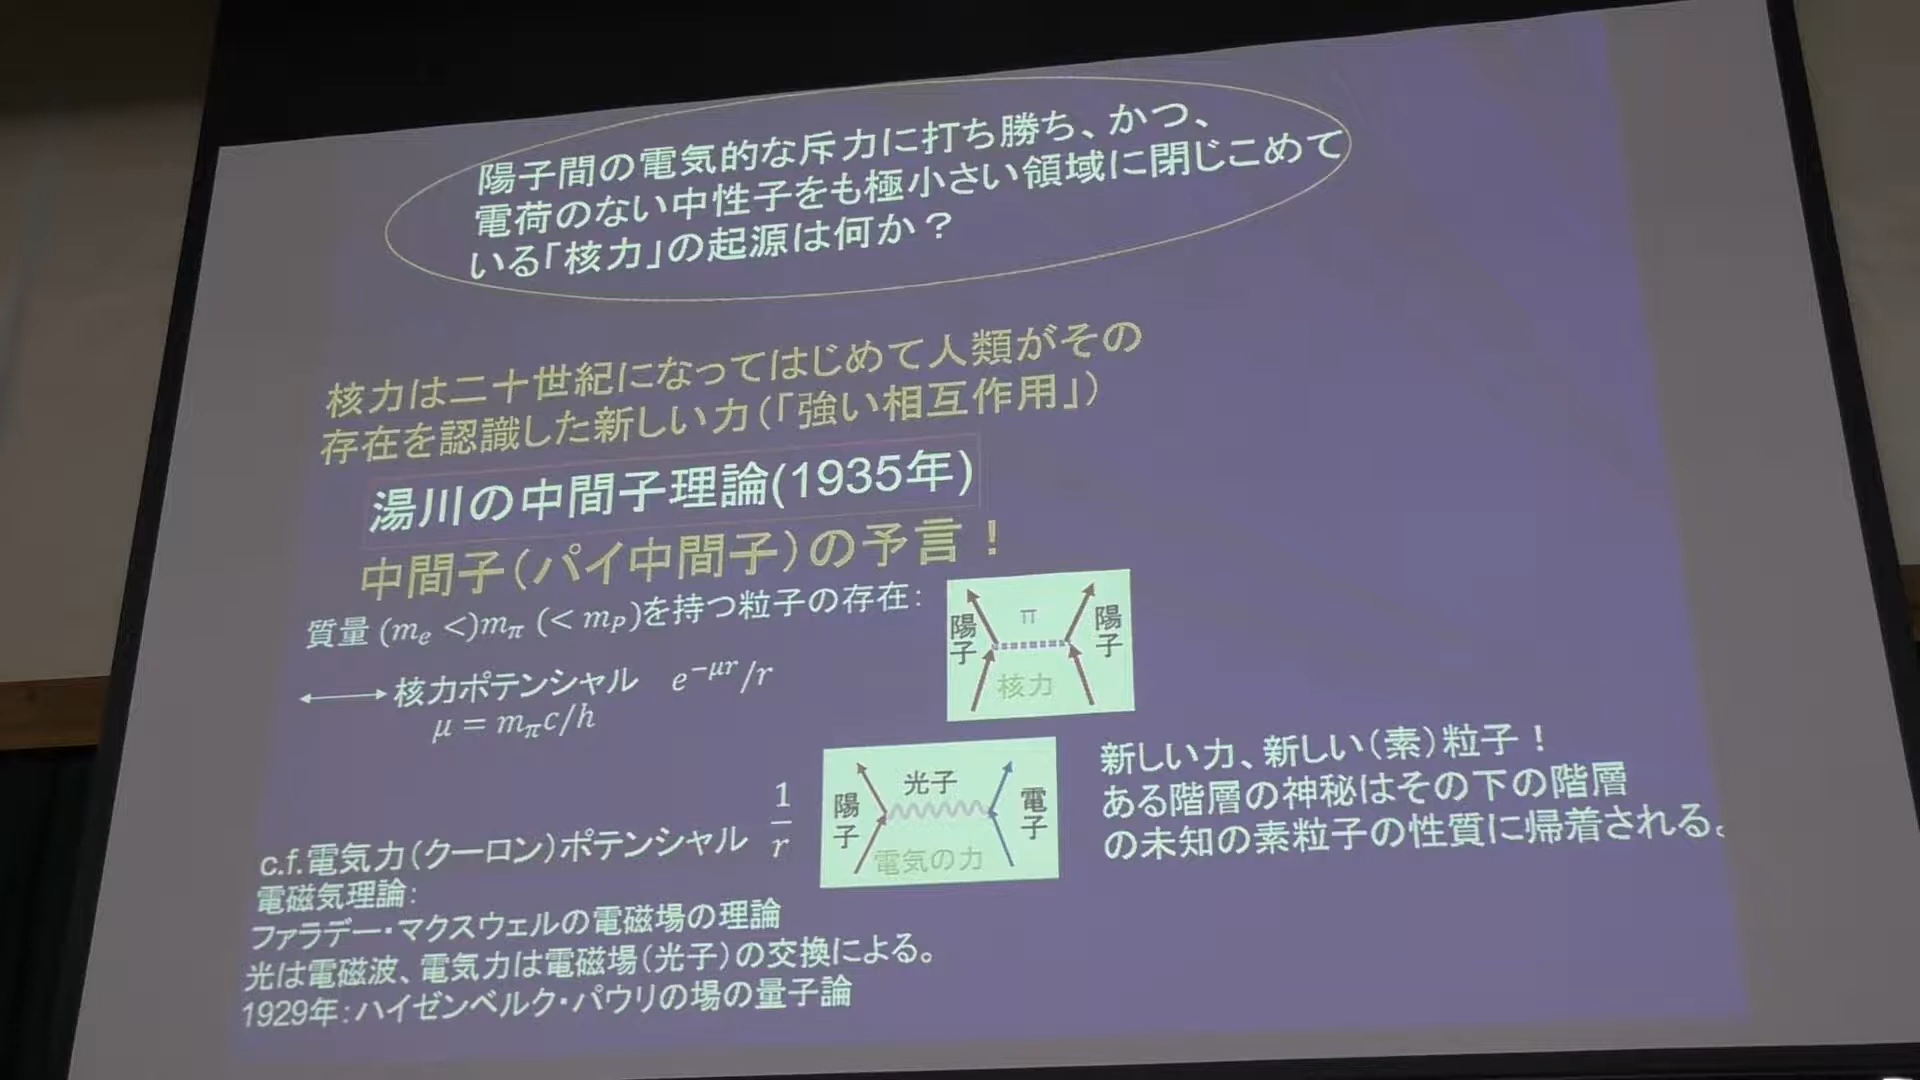 陽子間の電気的な斥力に打ち勝ち、かつ、
電荷のない中性子をも極小さい領域に閉じこめて
いる「核力」の起源は何か？
核力は二十世紀になってはじめて人類がその
存在を認識した新しい力（「強い相互作用」）
湯川の中間子理論(1935年)
中間子（パイ中間子）の予言！
質量 (mₑ <)m_π (< m_P)を持つ粒子の存在：
陽子
π
陽子
核力
核力ポテンシャル e^{-μr}/r
μ = m_π c/h
新しい力、新しい（素）粒子！
ある階層の神秘はその下の階層
の未知の素粒子の性質に帰着される。
陽子
光子
電子
電気の力
c.f.電気力（クーロン）ポテンシャル 1/r
電磁気理論：
ファラデー・マクスウェルの電磁場の理論
光は電磁波、電気力は電磁場（光子）の交換による。
1929年：ハイゼンベルク・パウリの場の量子論